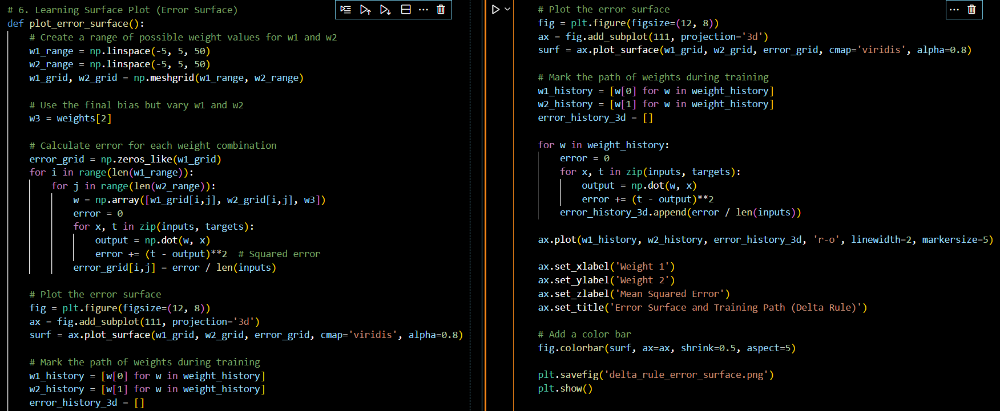 # 6. Learning Surface Plot (Error Surface)
def plot_error_surface():
    # Create a range of possible weight values for w1 and w2
    w1_range = np.linspace(-5, 5, 50)
    w2_range = np.linspace(-5, 5, 50)
    w1_grid, w2_grid = np.meshgrid(w1_range, w2_range)

    # Use the final bias but vary w1 and w2
    w3 = weights[2]

    # Calculate error for each weight combination
    error_grid = np.zeros_like(w1_grid)
    for i in range(len(w1_range)):
        for j in range(len(w2_range)):
            w = np.array([w1_grid[i,j], w2_grid[i,j], w3])
            error = 0
            for x, t in zip(inputs, targets):
                output = np.dot(w, x)
                error += (t - output)**2  # Squared error
            error_grid[i,j] = error / len(inputs)

    # Plot the error surface
    fig = plt.figure(figsize=(12, 8))
    ax = fig.add_subplot(111, projection='3d')
    surf = ax.plot_surface(w1_grid, w2_grid, error_grid, cmap='viridis', alpha=0.8)

    # Mark the path of weights during training
    w1_history = [w[0] for w in weight_history]
    w2_history = [w[1] for w in weight_history]
    error_history_3d = []

    # Plot the error surface
    fig = plt.figure(figsize=(12, 8))
    ax = fig.add_subplot(111, projection='3d')
    surf = ax.plot_surface(w1_grid, w2_grid, error_grid, cmap='viridis', alpha=0.8)

    # Mark the path of weights during training
    w1_history = [w[0] for w in weight_history]
    w2_history = [w[1] for w in weight_history]
    error_history_3d = []

    for w in weight_history:
        error = 0
        for x, t in zip(inputs, targets):
            output = np.dot(w, x)
            error += (t - output)**2
        error_history_3d.append(error / len(inputs))

    ax.plot(w1_history, w2_history, error_history_3d, 'r-o', linewidth=2, markersize=5)

    ax.set_xlabel('Weight 1')
    ax.set_ylabel('Weight 2')
    ax.set_zlabel('Mean Squared Error')
    ax.set_title('Error Surface and Training Path (Delta Rule)')

    # Add a color bar
    fig.colorbar(surf, ax=ax, shrink=0.5, aspect=5)

    plt.savefig('delta_rule_error_surface.png')
    plt.show()